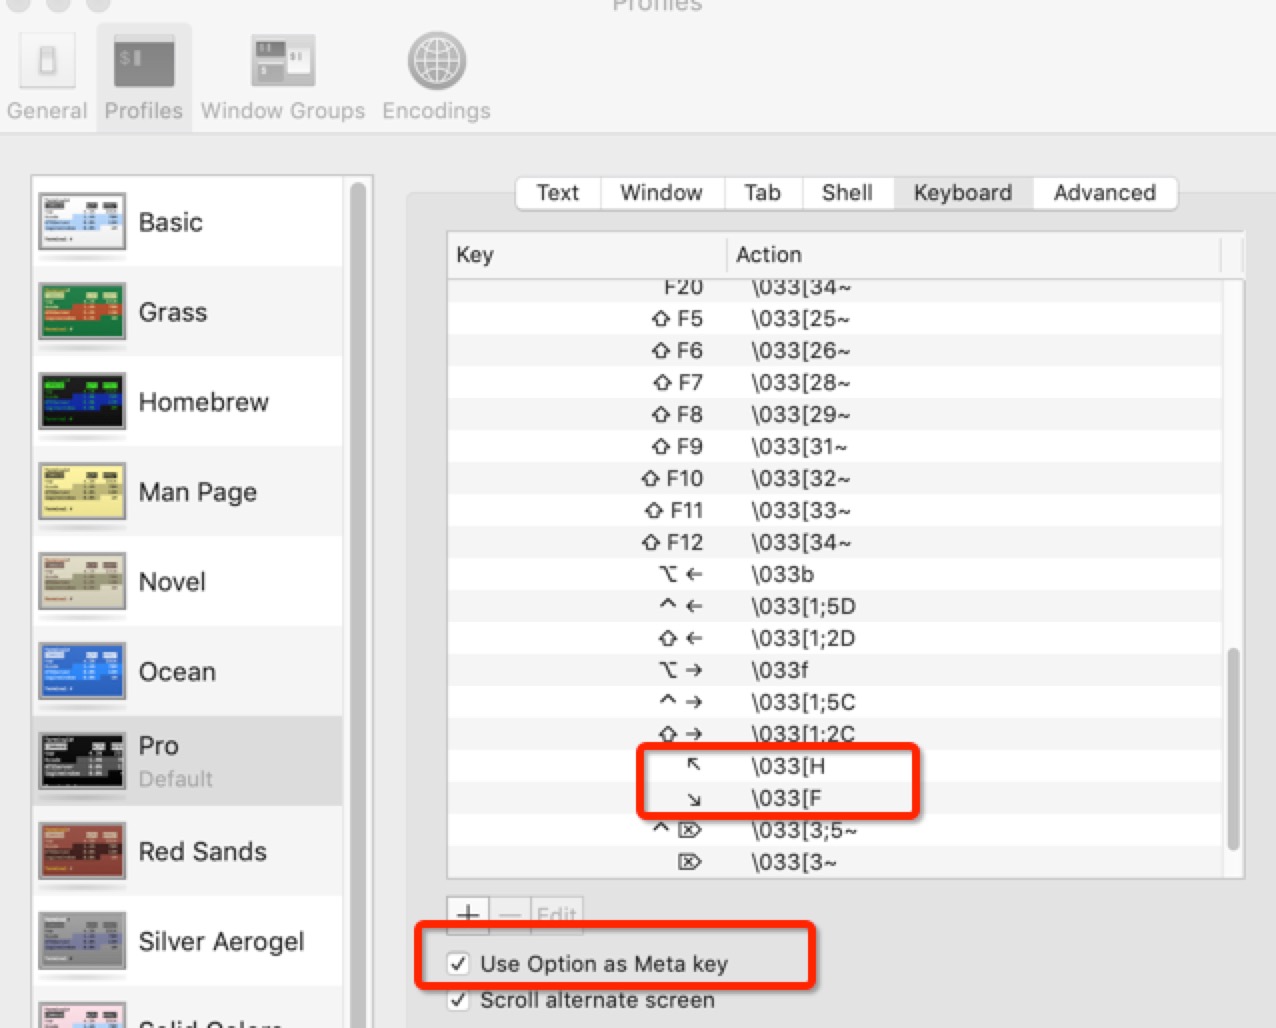 Profiles
General Profiles Window Groups Encodings
Text Window Tab Shell Keyboard Advanced
Basic
Grass
Homebrew
Man Page
Novel
Ocean
Pro
Default
Red Sands
Silver Aerogel
Solid Colors
Key Action
F20 \033[34~
⇧ F5 \033[25~
⇧ F6 \033[26~
⇧ F7 \033[28~
⇧ F8 \033[29~
⇧ F9 \033[31~
⇧ F10 \033[32~
⇧ F11 \033[33~
⇧ F12 \033[34~
⌥ ← \033b
^ ← \033[1;5D
⇧ ← \033[1;2D
⌥ → \033f
^ → \033[1;5C
⇧ → \033[1;2C
↖ \033[H
↘ \033[F
^ ⌦ \033[3;5~
⌦ \033[3~
+ — Edit
Use Option as Meta key
Scroll alternate screen